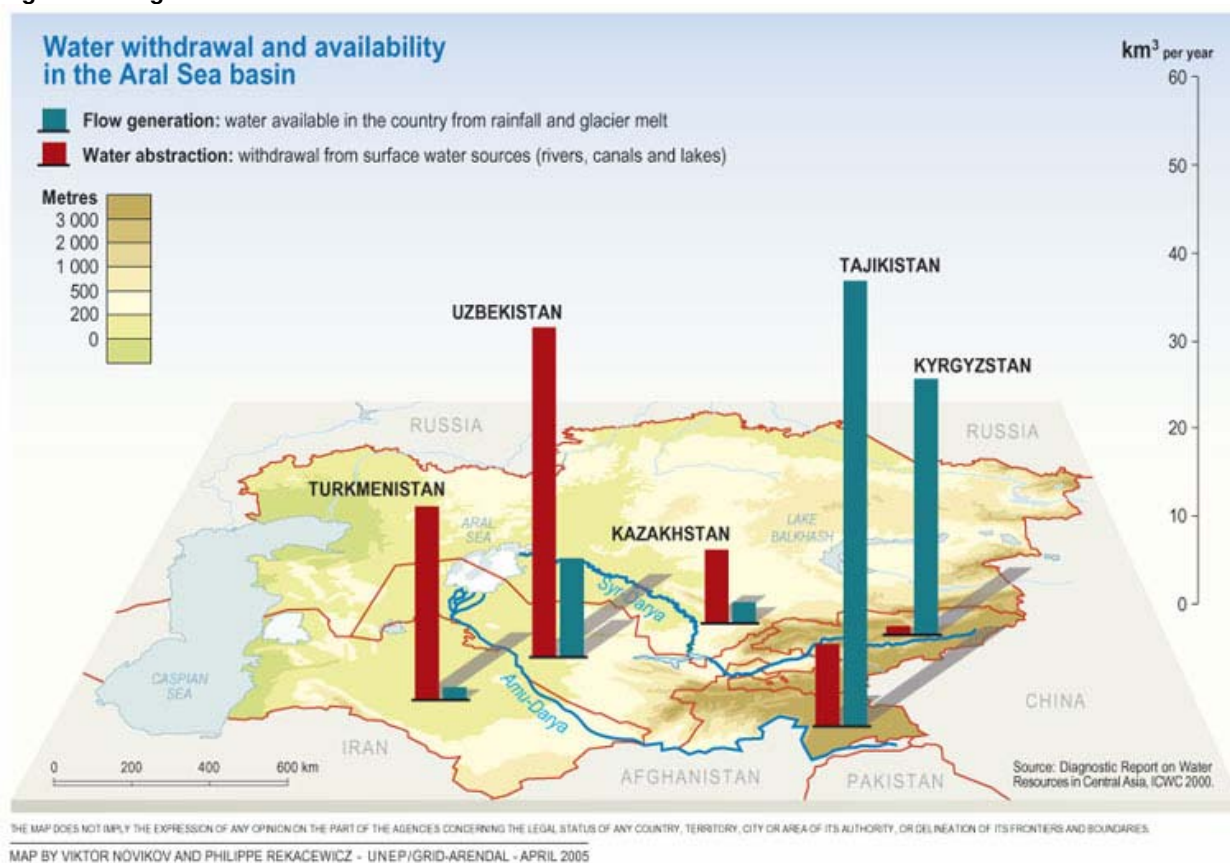 Water withdrawal and availability
in the Aral Sea basin
Flow generation: water available in the country from rainfall and glacier melt
Water abstraction: withdrawal from surface water sources (rivers, canals and lakes)
km³ per year
60
50
40
30
20
10
0
Metres
3 000
2 000
1 000
500
200
0
TAJIKISTAN
UZBEKISTAN
KYRGYZSTAN
RUSSIA
RUSSIA
TURKMENISTAN
ARAL
SEA
KAZAKHSTAN
LAKE
BALKHASH
Syr-Darya
CASPIAN
SEA
Amu-Darya
CHINA
IRAN
AFGHANISTAN
PAKISTAN
0 200 400 600 km
Source: Diagnostic Report on Water
Resources in Central Asia, ICWC 2000.
THE MAP DOES NOT IMPLY THE EXPRESSION OF ANY OPINION ON THE PART OF THE AGENCIES CONCERNING THE LEGAL STATUS OF ANY COUNTRY, TERRITORY, CITY OR AREA OF ITS AUTHORITY, OR DELINEATION OF ITS FRONTIERS AND BOUNDARIES.
MAP BY VIKTOR NOVIKOV AND PHILIPPE REKACEWICZ - UNEP/GRID-ARENDAL - APRIL 2005